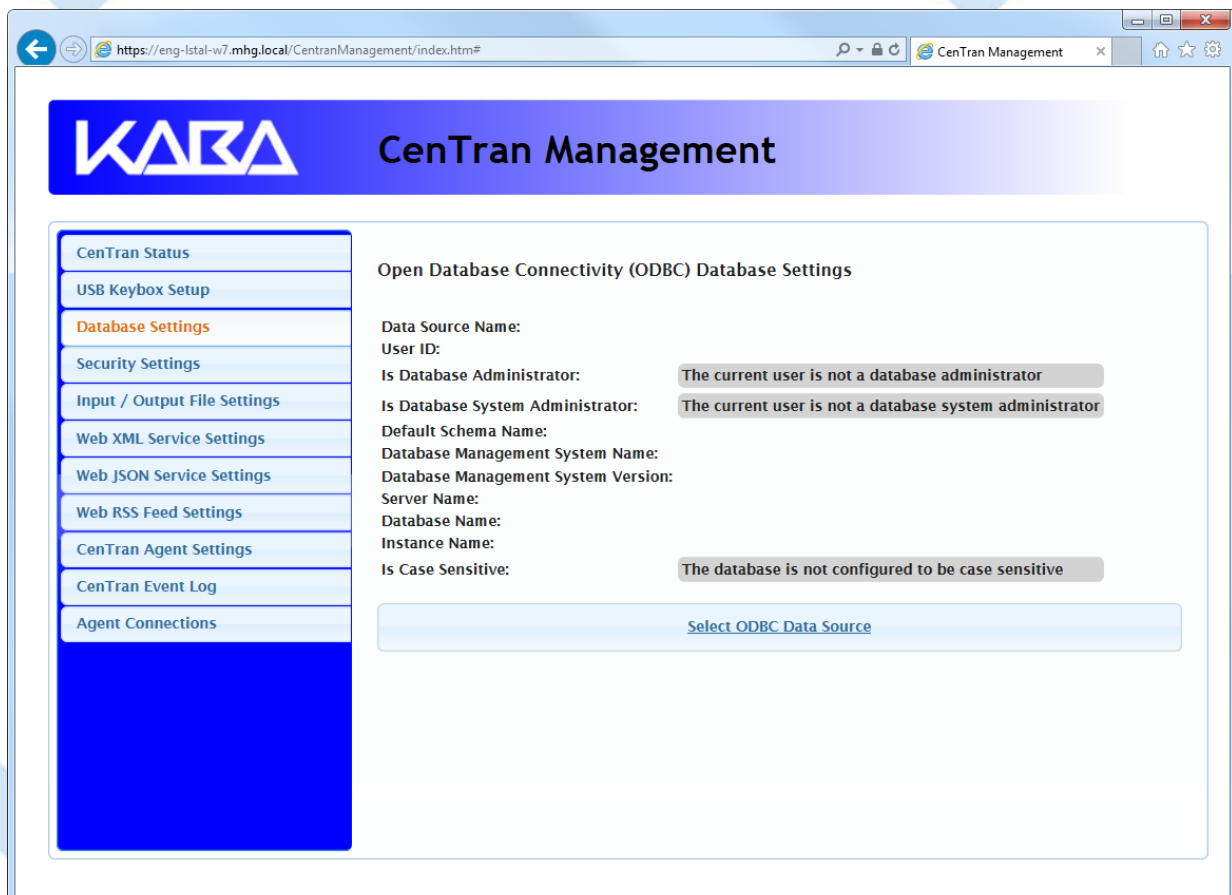 X
https://eng-lstal-w7.mhg.local/CentranManagement/index.htm#
CenTran Management
KABA
CenTran Management
CenTran Status
USB Keybox Setup
Database Settings
Security Settings
Input / Output File Settings
Web XML Service Settings
Web JSON Service Settings
Web RSS Feed Settings
CenTran Agent Settings
CenTran Event Log
Agent Connections
Open Database Connectivity (ODBC) Database Settings
Data Source Name:
User ID:
Is Database Administrator: The current user is not a database administrator
Is Database System Administrator: The current user is not a database system administrator
Default Schema Name:
Database Management System Name:
Database Management System Version:
Server Name:
Database Name:
Instance Name:
Is Case Sensitive: The database is not configured to be case sensitive
Select ODBC Data Source